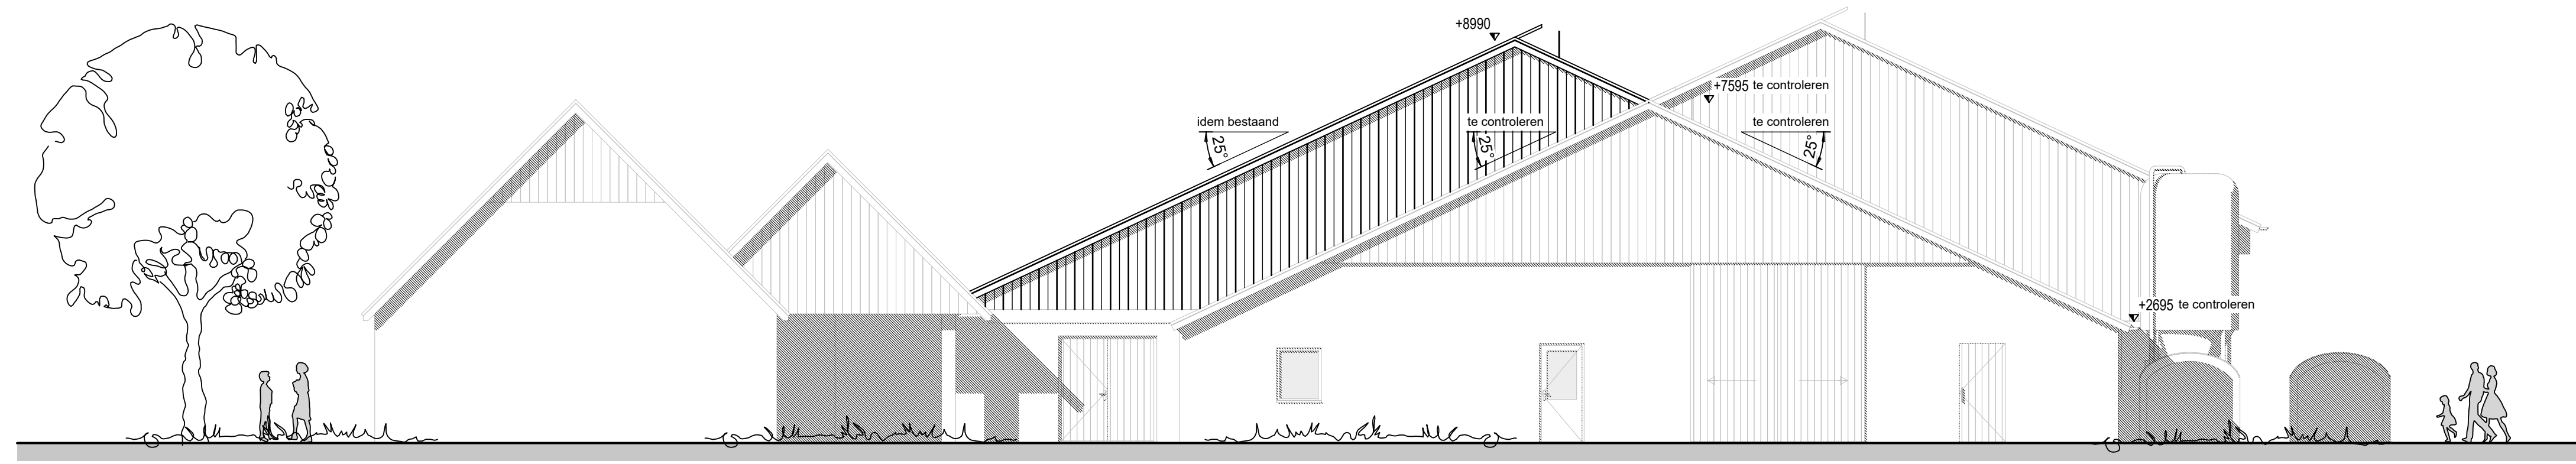 +8990
+7595 te controleren
idem bestaand
te controleren
te controleren
25°
25°
25°
+2695 te controleren